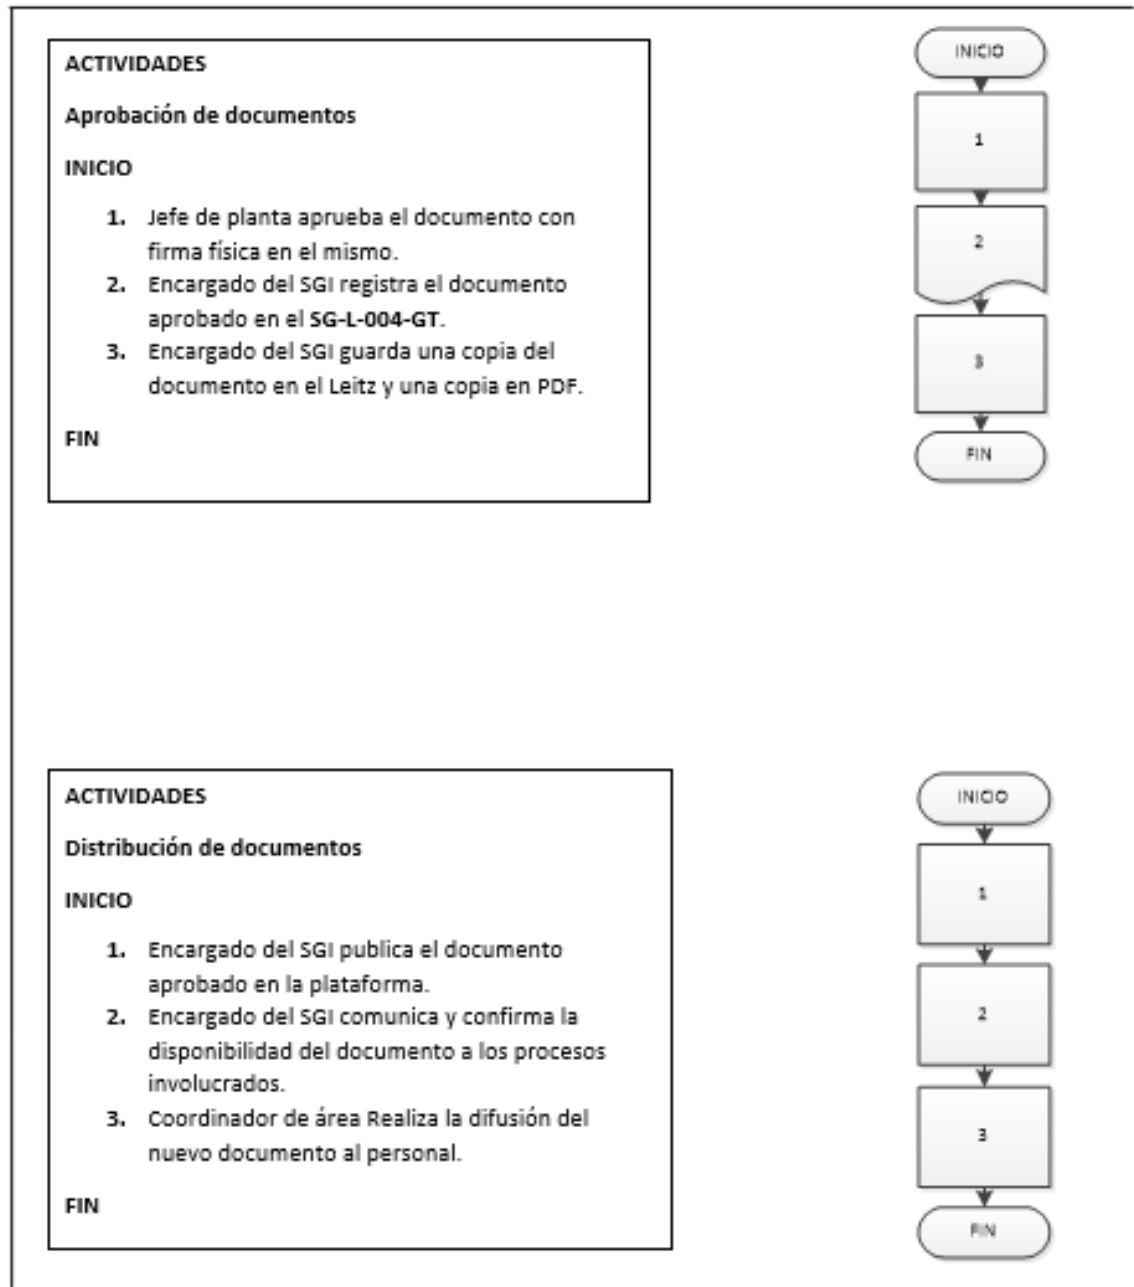 ACTIVIDADES
Aprobación de documentos
INICIO
1. Jefe de planta aprueba el documento con
firma física en el mismo.
2. Encargado del SGI registra el documento
aprobado en el SG-L-004-GT.
3. Encargado del SGI guarda una copia del
documento en el Leitz y una copia en PDF.
FIN
INICIO
1
2
3
FIN
ACTIVIDADES
Distribución de documentos
INICIO
1. Encargado del SGI publica el documento
aprobado en la plataforma.
2. Encargado del SGI comunica y confirma la
disponibilidad del documento a los procesos
involucrados.
3. Coordinador de área Realiza la difusión del
nuevo documento al personal.
FIN
INICIO
1
2
3
FIN